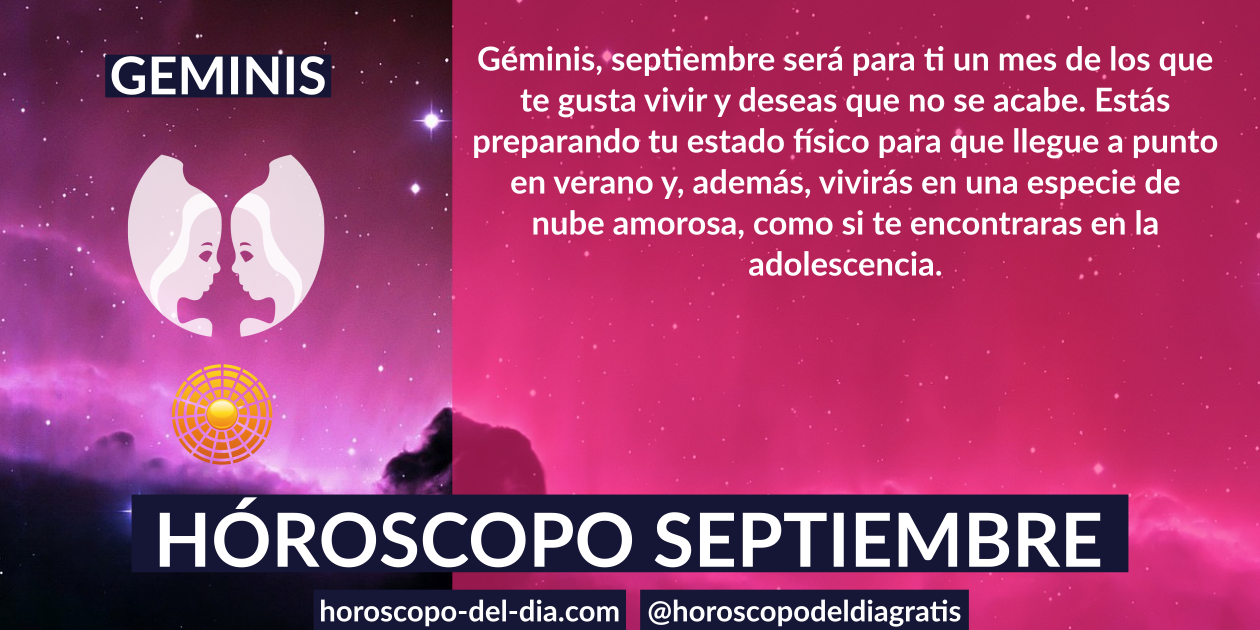 GEMINIS
Géminis, septiembre será para ti un mes de los que
te gusta vivir y deseas que no se acabe. Estás
preparando tu estado físico para que llegue a punto
en verano y, además, vivirás en una especie de
nube amorosa, como si te encontraras en la
adolescencia.
HÓROSCOPO SEPTIEMBRE
horoscopo-del-dia.com
@horoscopodeldiagratis